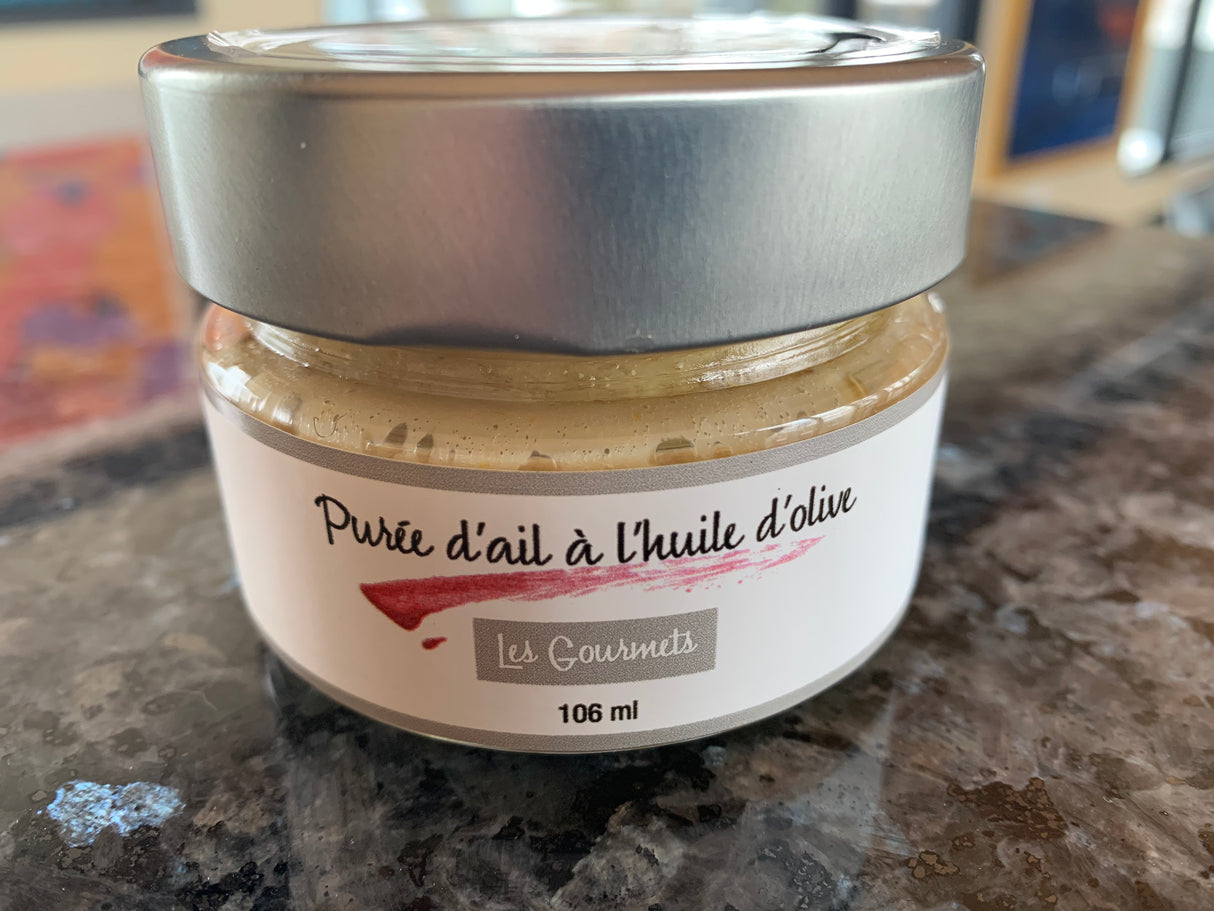 Purée d'ail à l'huile d'olive
Les Gourmets
106 ml